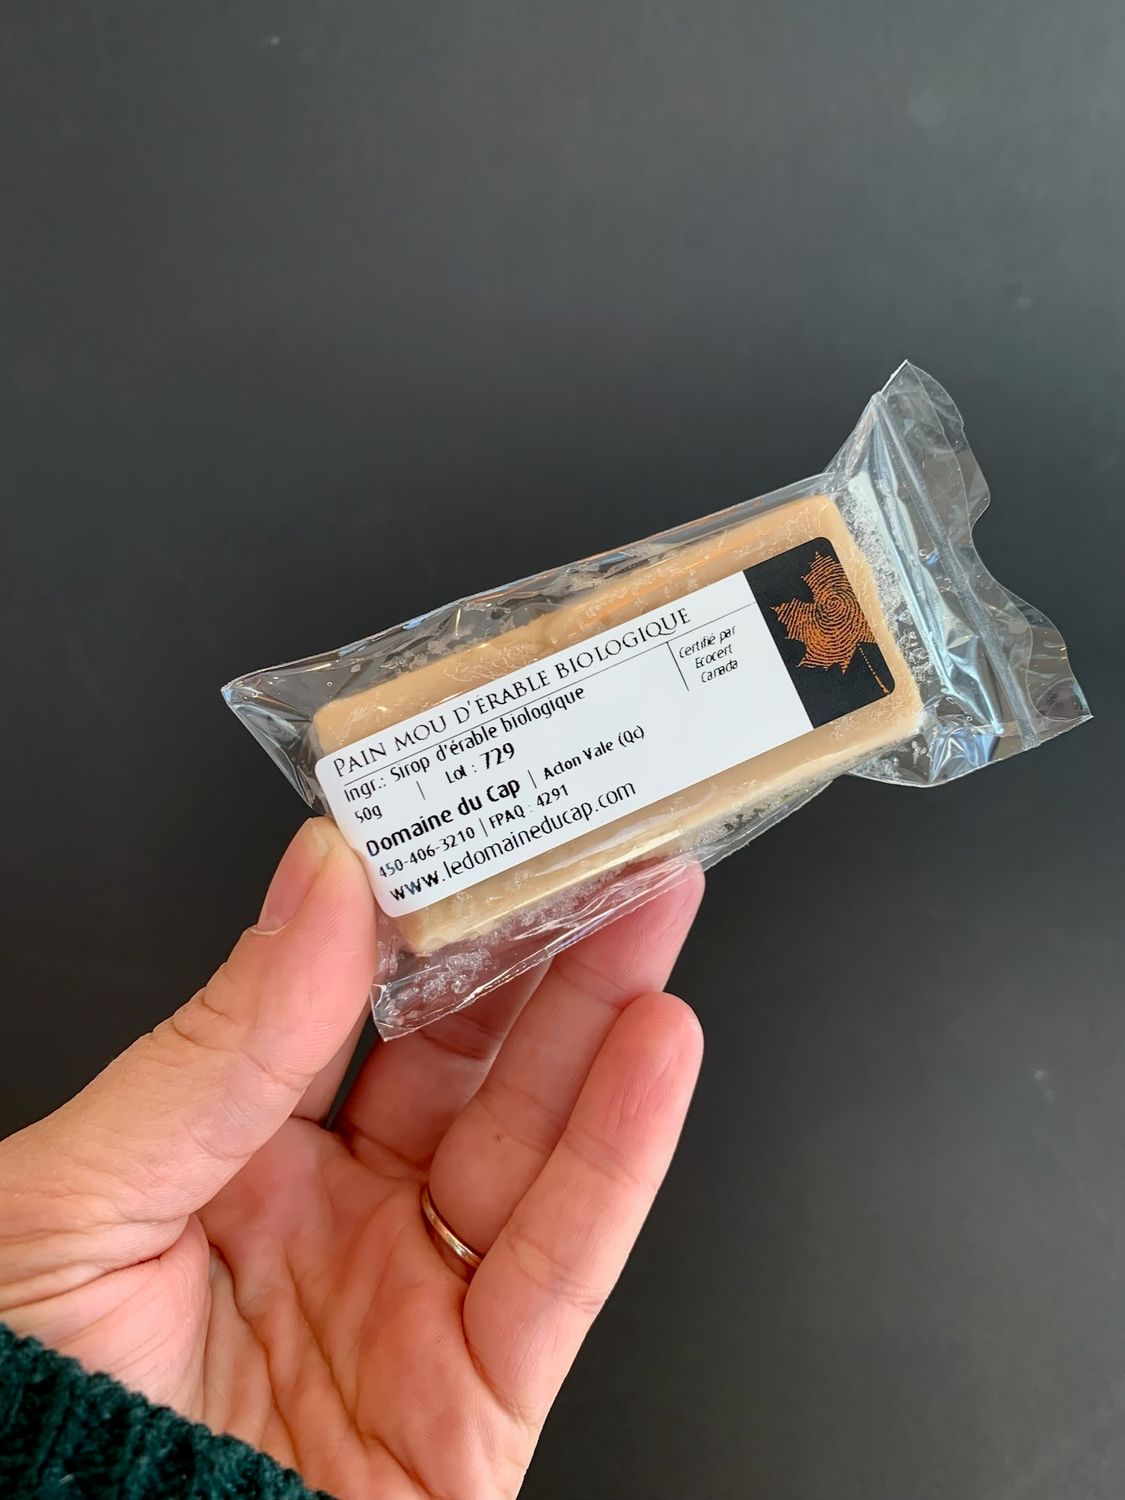 PAIN MOU D'ÉRABLE BIOLOGIQUE
Ingr.: Sirop d'érable biologique
50g | Lot : 729
Certifié par
Ecocert
Canada
Domaine du Cap | Acton Vale (Qc)
450-406-3210 | FPAQ : 4291
www.ledomaineducap.com